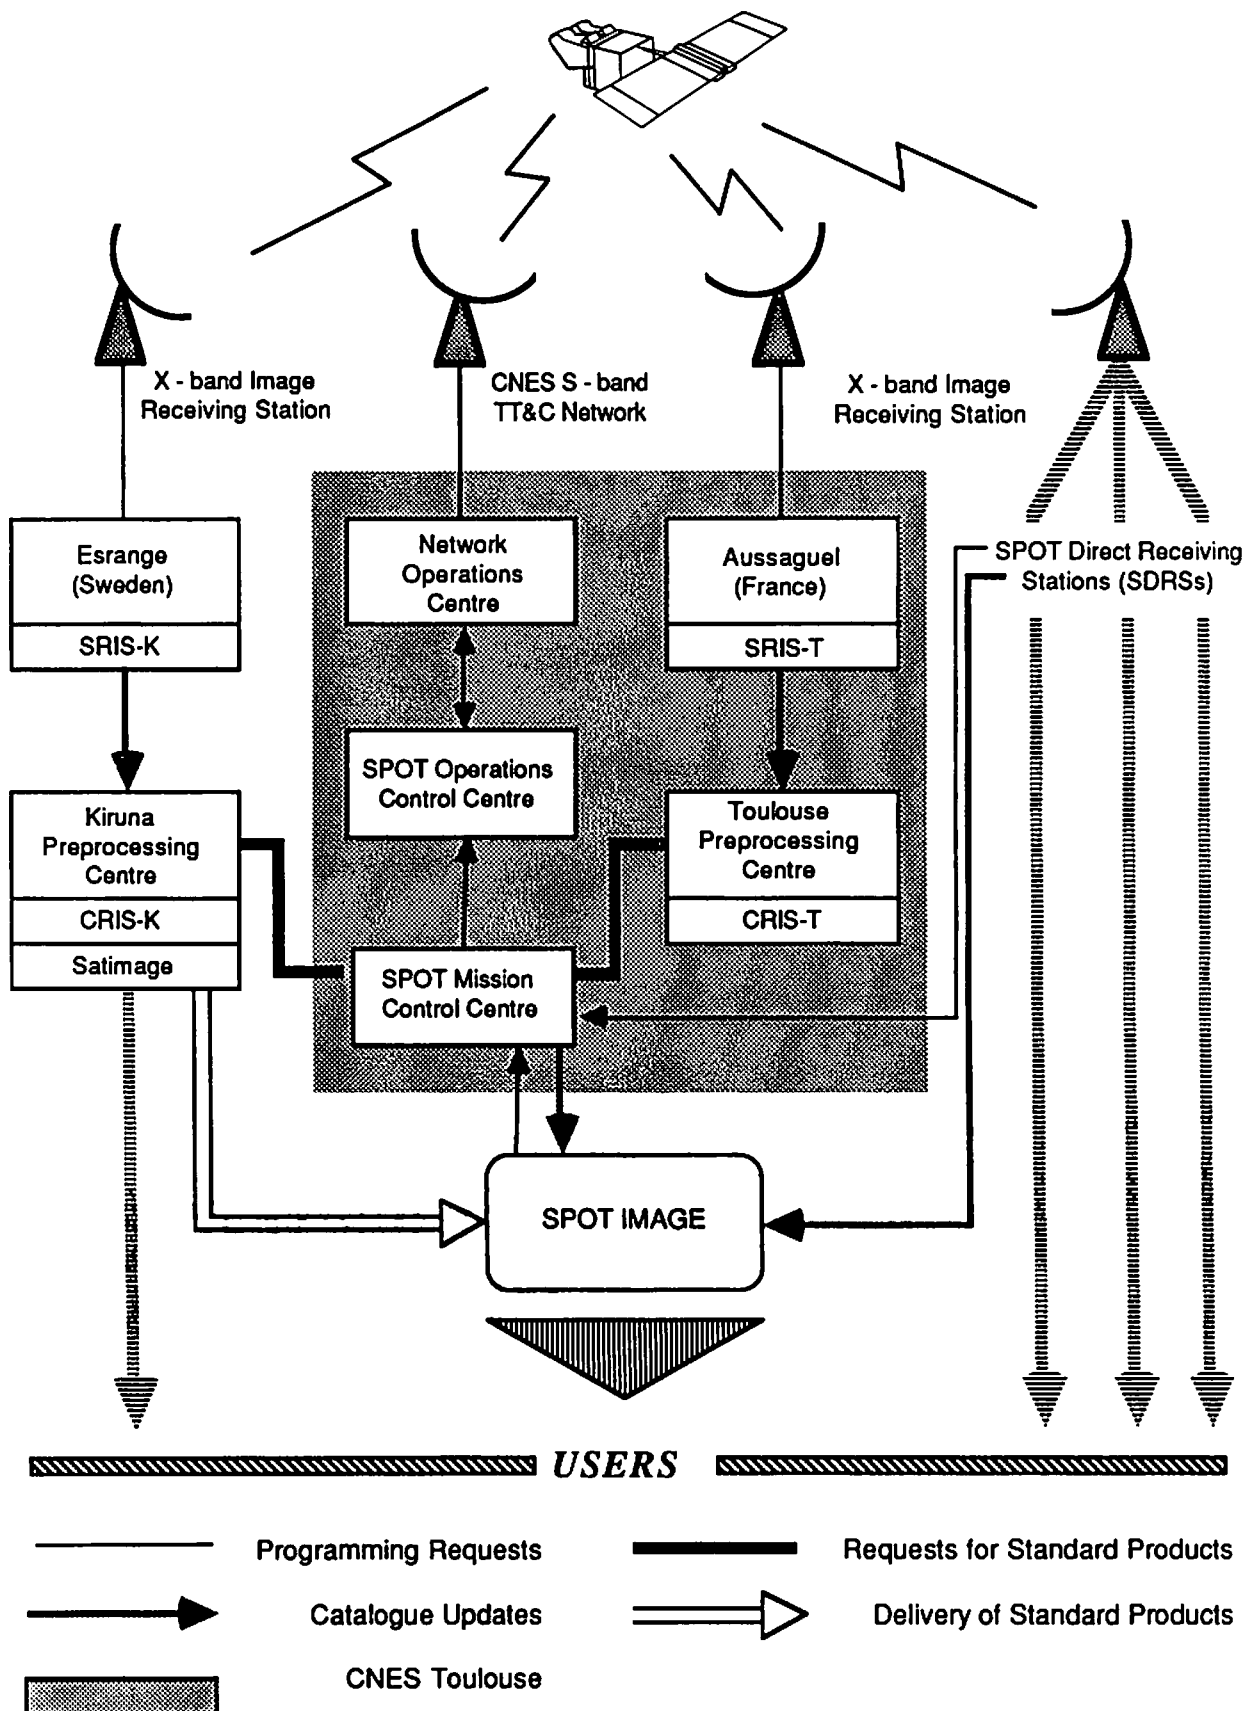 X - band Image
Receiving Station
CNES S - band
TT&C Network
X - band Image
Receiving Station
Esrange
(Sweden)
SRIS-K
Network
Operations
Centre
Aussaguel
(France)
SRIS-T
SPOT Direct Receiving
Stations (SDRSs)
SPOT Operations
Control Centre
Kiruna
Preprocessing
Centre
CRIS-K
Satimage
Toulouse
Preprocessing
Centre
CRIS-T
SPOT Mission
Control Centre
SPOT IMAGE
USERS
Programming Requests
Requests for Standard Products
Catalogue Updates
Delivery of Standard Products
CNES Toulouse